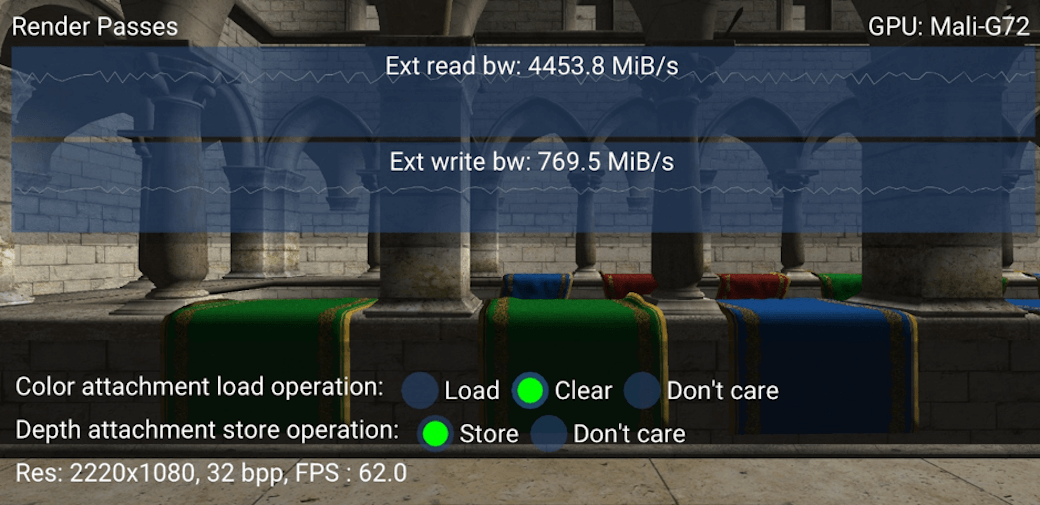 Render Passes
GPU: Mali-G72
Ext read bw: 4453.8 MiB/s
Ext write bw: 769.5 MiB/s
Color attachment load operation: Load Clear Don't care
Depth attachment store operation: Store Don't care
Res: 2220x1080, 32 bpp, FPS : 62.0